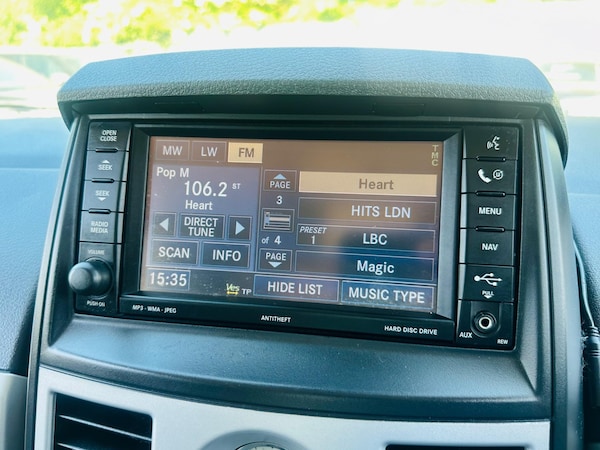 OPEN
CLOSE
SEEK
SEEK
RADIO
MEDIA
VOLUME
PUSH ON
MW LW FM
TMC
Pop M
106.2 ST
Heart
DIRECT
TUNE
SCAN INFO
15:35
TP
PAGE
3
of 4
PAGE
Heart
HITS LDN
PRESET
1
LBC
Magic
HIDE LIST MUSIC TYPE
MP3 - WMA - JPEG
ANTITHEFT
HARD DISC DRIVE
MENU
NAV
PULL
AUX
REW